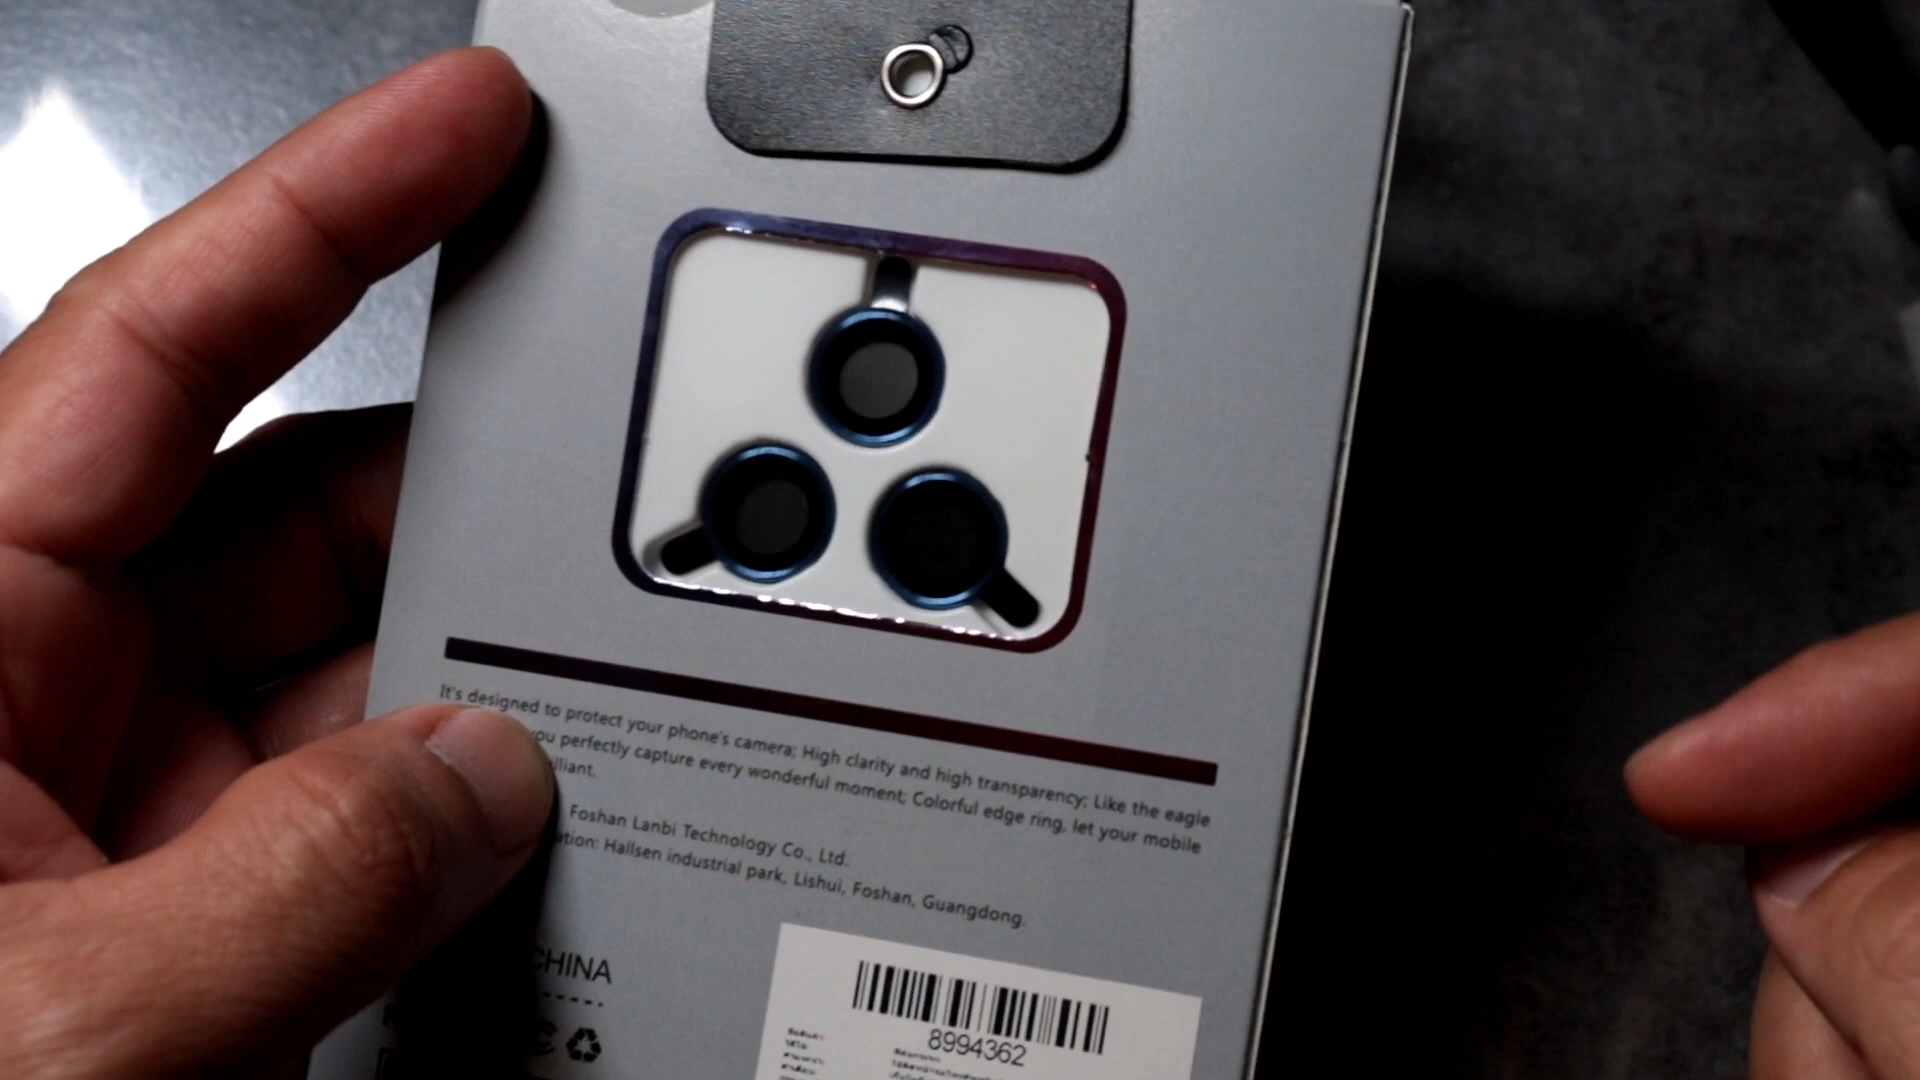 It's designed to protect your phone's camera; High clarity and high transparency; Like the eagle
you perfectly capture every wonderful moment; Colorful edge ring, let your mobile
Foshan Lanbi Technology Co., Ltd.
Hallsen industrial park, Lishui, Foshan, Guangdong.
CHINA
8994362